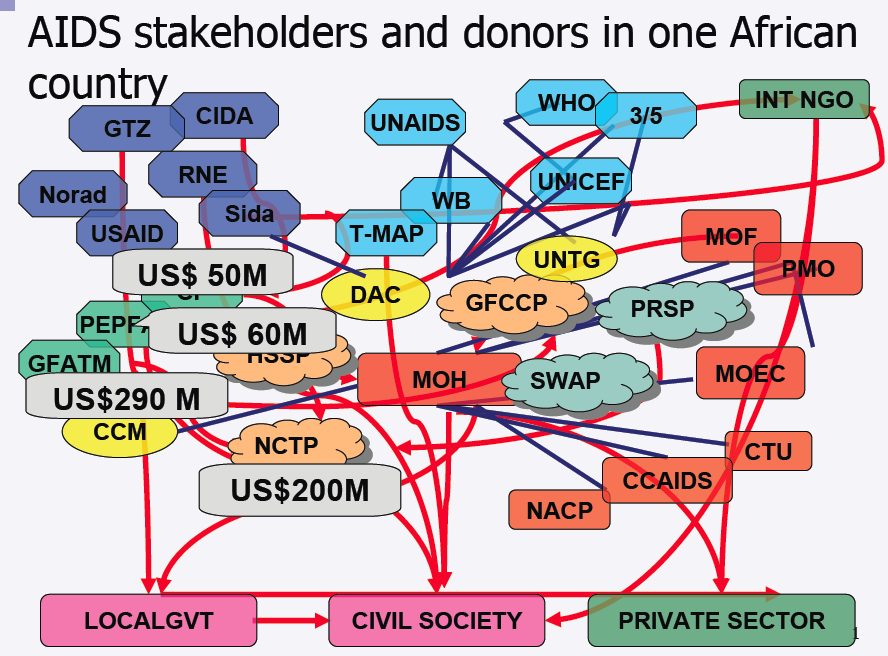 AIDS stakeholders and donors in one African
country
GTZ
CIDA
UNAIDS
WHO
3/5
INT NGO
RNE
UNICEF
Norad
WB
Sida
USAID
T-MAP
MOF
UNTG
PMO
US$ 50M
DAC
GFCCP
PRSP
PEPF
US$ 60M
HSSP
GFATM
MOH
SWAP
MOEC
US$290 M
CCM
NCTP
CTU
US$200M
CCAIDS
NACP
LOCALGVT
CIVIL SOCIETY
PRIVATE SECTOR
1